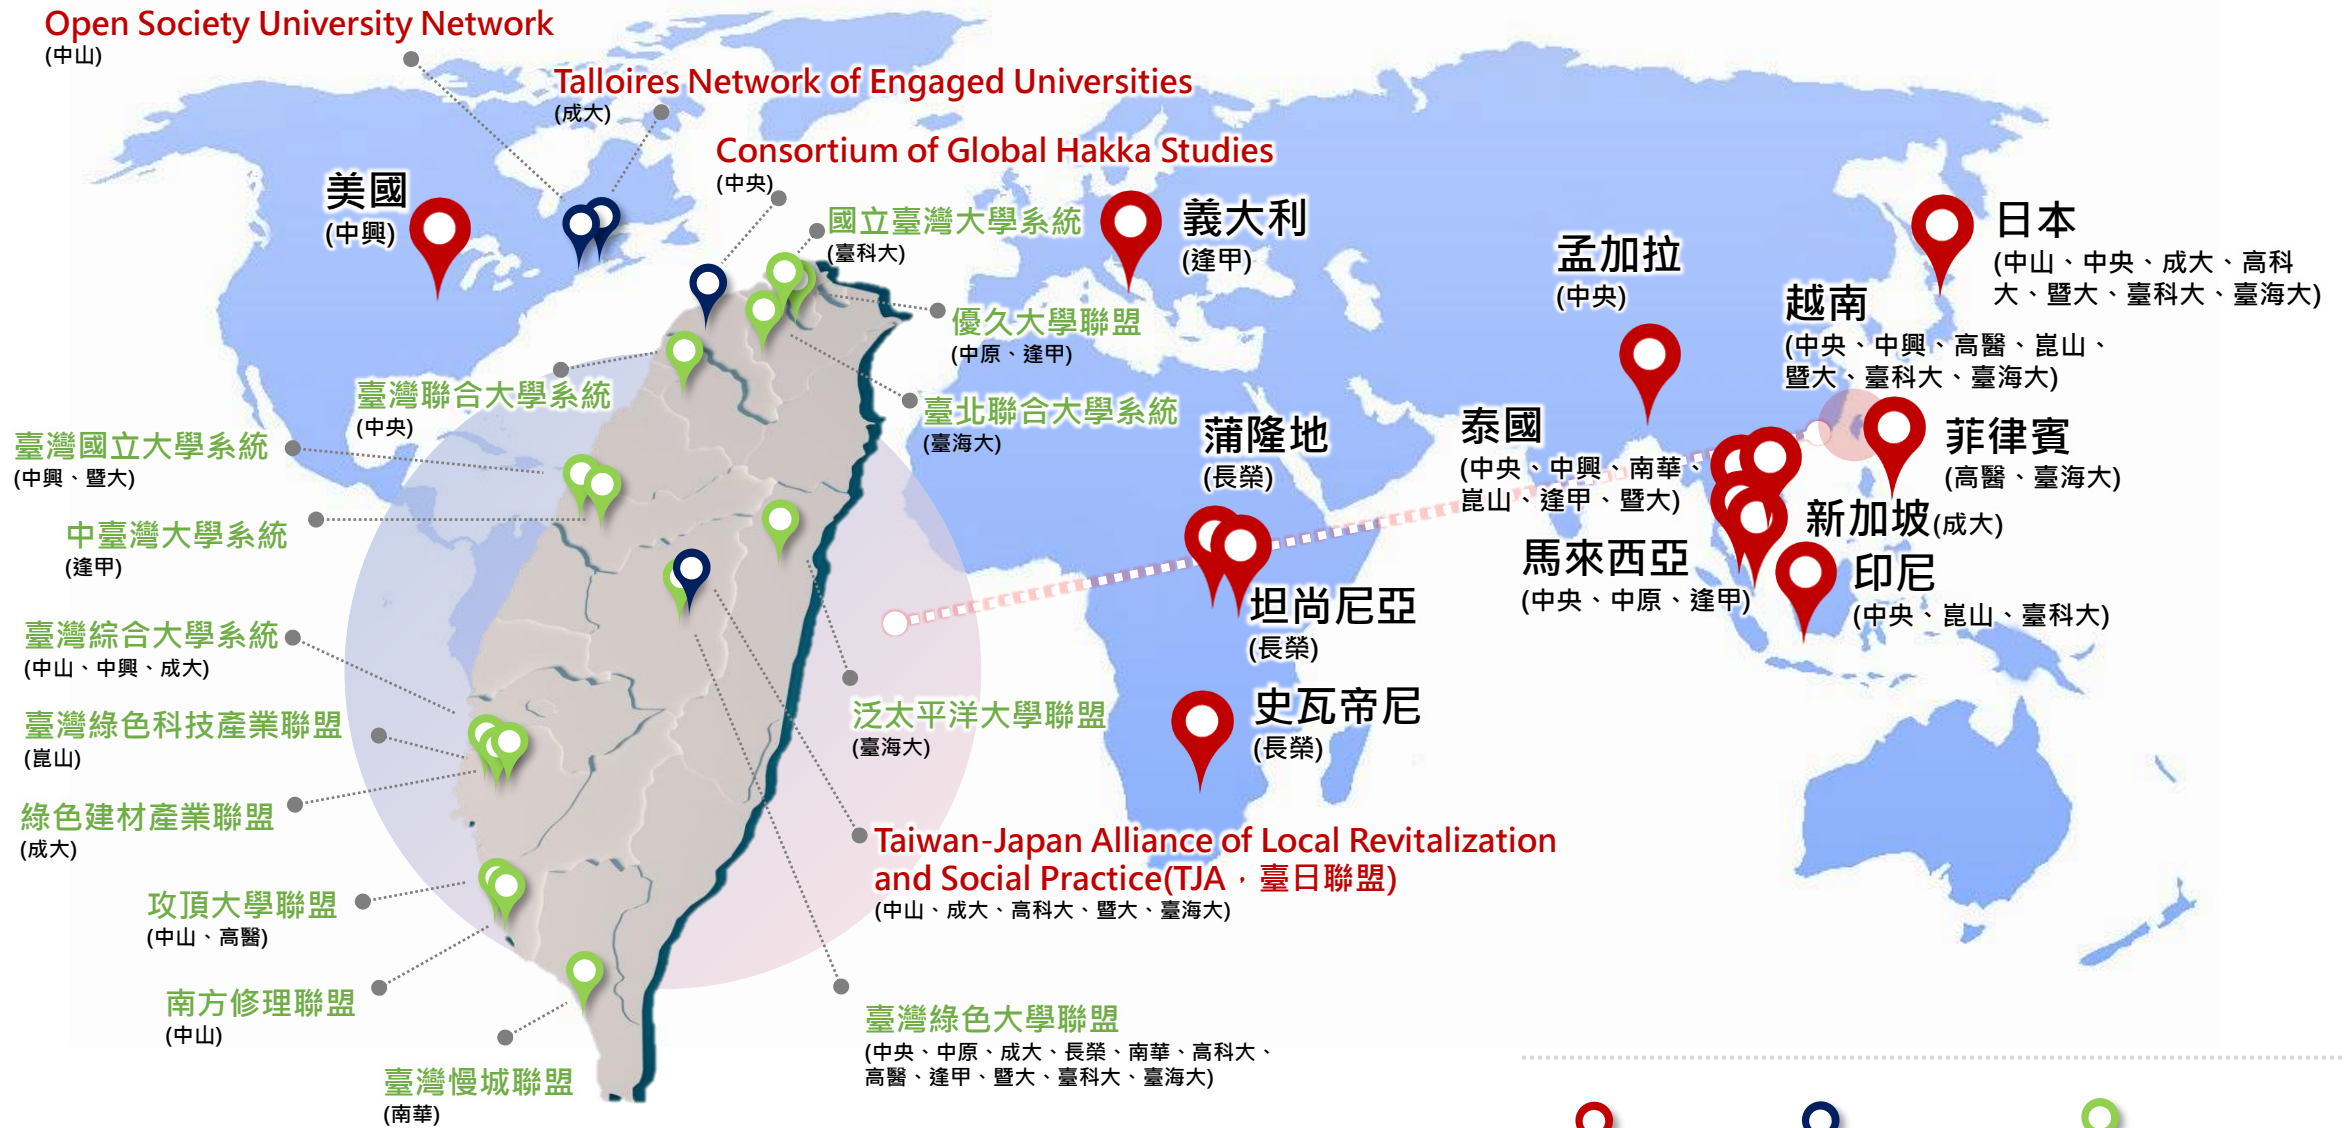 Open Society University Network
(中山)
Talloires Network of Engaged Universities
(成大)
Consortium of Global Hakka Studies
(中央)
美國
(中興)
國立臺灣大學系統
(臺科大)
優久大學聯盟
(中原、逢甲)
臺北聯合大學系統
(臺海大)
臺灣聯合大學系統
(中央)
臺灣國立大學系統
(中興、暨大)
中臺灣大學系統
(逢甲)
臺灣綜合大學系統
(中山、中興、成大)
臺灣綠色科技產業聯盟
(崑山)
綠色建材產業聯盟
(成大)
攻頂大學聯盟
(中山、高醫)
南方修理聯盟
(中山)
臺灣慢城聯盟
(南華)
泛太平洋大學聯盟
(臺海大)
Taiwan-Japan Alliance of Local Revitalization
and Social Practice(TJA，臺日聯盟)
(中山、成大、高科大、暨大、臺海大)
臺灣綠色大學聯盟
(中央、中原、成大、長榮、南華、高科大、
高醫、逢甲、暨大、臺科大、臺海大)
義大利
(逢甲)
蒲隆地
(長榮)
坦尚尼亞
(長榮)
史瓦帝尼
(長榮)
孟加拉
(中央)
日本
(中山、中央、成大、高科
大、暨大、臺科大、臺海大)
越南
(中央、中興、高醫、崑山、
暨大、臺科大、臺海大)
泰國
(中央、中興、南華、
崑山、逢甲、暨大)
菲律賓
(高醫、臺海大)
新加坡(成大)
馬來西亞
(中央、中原、逢甲)
印尼
(中央、崑山、臺科大)